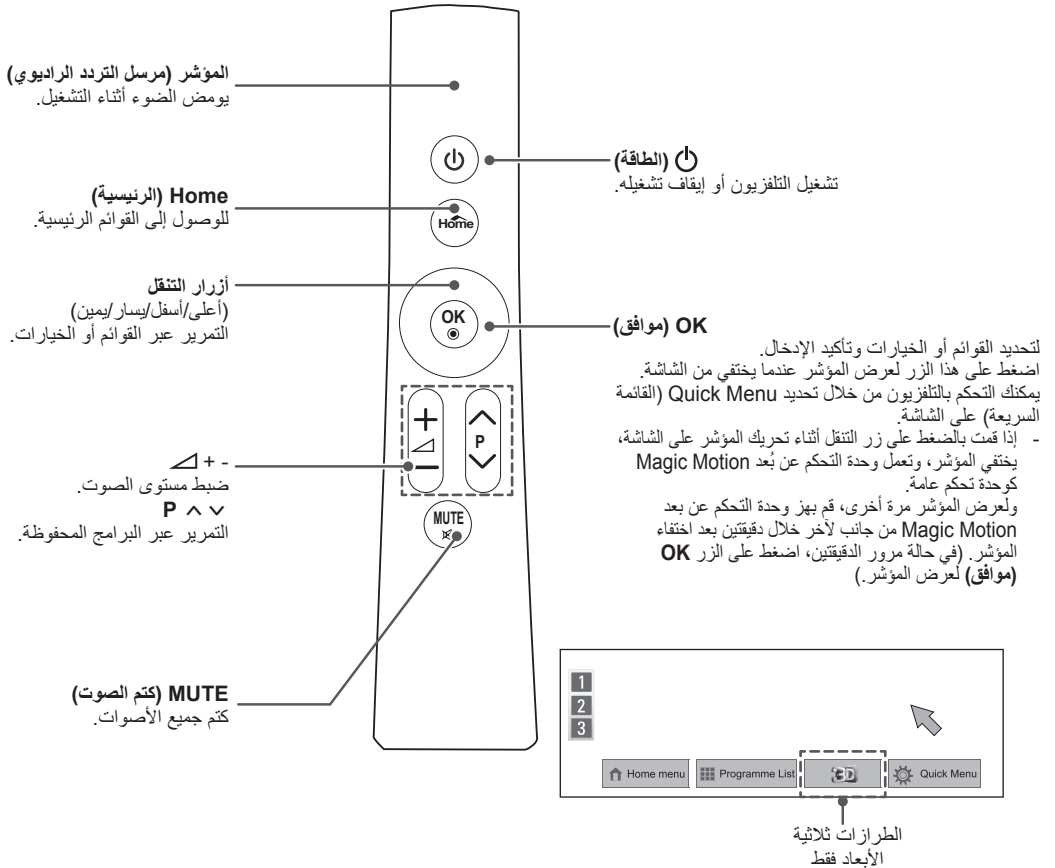 المؤشر (مرسل التردد الراديوي)
يومض الضوء أثناء التشغيل.
⏻ (الطاقة)
تشغيل التلفزيون أو إيقاف تشغيله.
Home (الرئيسية)
للوصول إلى القوائم الرئيسية.
Home
أزرار التنقل
(أعلى/أسفل/يسار/يمين)
التمرير عبر القوائم أو الخيارات.
OK
OK (موافق)
لتحديد القوائم أو الخيارات وتأكيد الإدخال.
اضغط على هذا الزر لعرض المؤشر عندما يختفي من الشاشة.
يمكنك التحكم بالتلفزيون من خلال تحديد Quick Menu (القائمة
السريعة) على الشاشة.
- إذا قمت بالضغط على زر التنقل أثناء تحريك المؤشر على الشاشة،
يختفي المؤشر، وتعمل وحدة التحكم عن بُعد Magic Motion
كوحدة تحكم عامة.
ولعرض المؤشر مرة أخرى، قم بهز وحدة التحكم عن بعد
Magic Motion من جانب لآخر خلال دقيقتين بعد اختفاء
المؤشر. (في حالة مرور الدقيقتين، اضغط على الزر OK
(موافق) لعرض المؤشر.)
+
P
−
⊿ + -
ضبط مستوى الصوت.
P ∧ ∨
التمرير عبر البرامج المحفوظة.
MUTE
MUTE (كتم الصوت)
كتم جميع الأصوات.
1
2
3
Home menu Programme List 3D Quick Menu
الطرازات ثلاثية
الأبعاد فقط